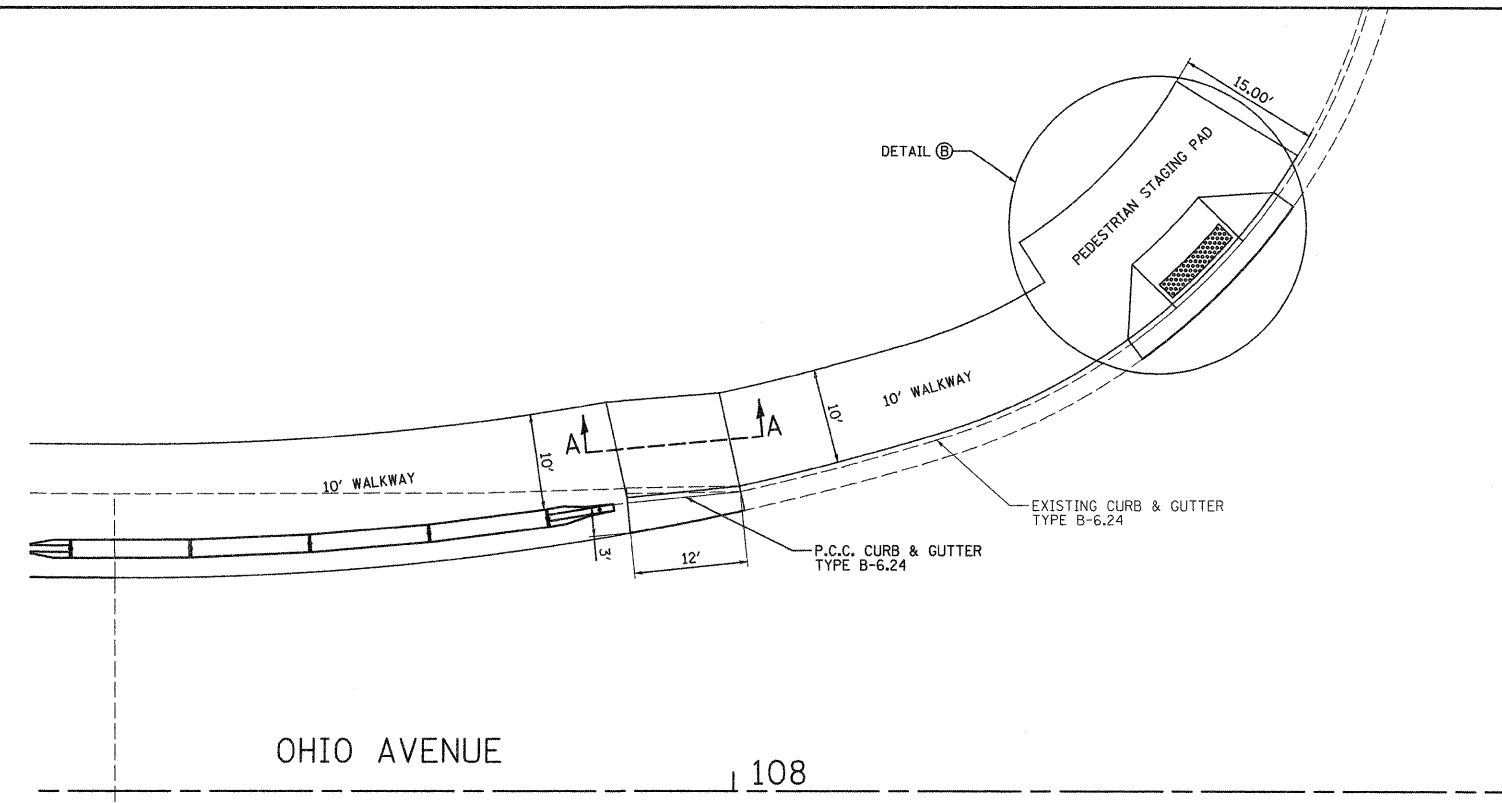 15.00'
DETAIL B
PEDESTRIAN STAGING PAD
10' WALKWAY
10'
A
A
10'
10' WALKWAY
EXISTING CURB & GUTTER
TYPE B-6.24
P.C.C. CURB & GUTTER
TYPE B-6.24
3'
12'
OHIO AVENUE
108